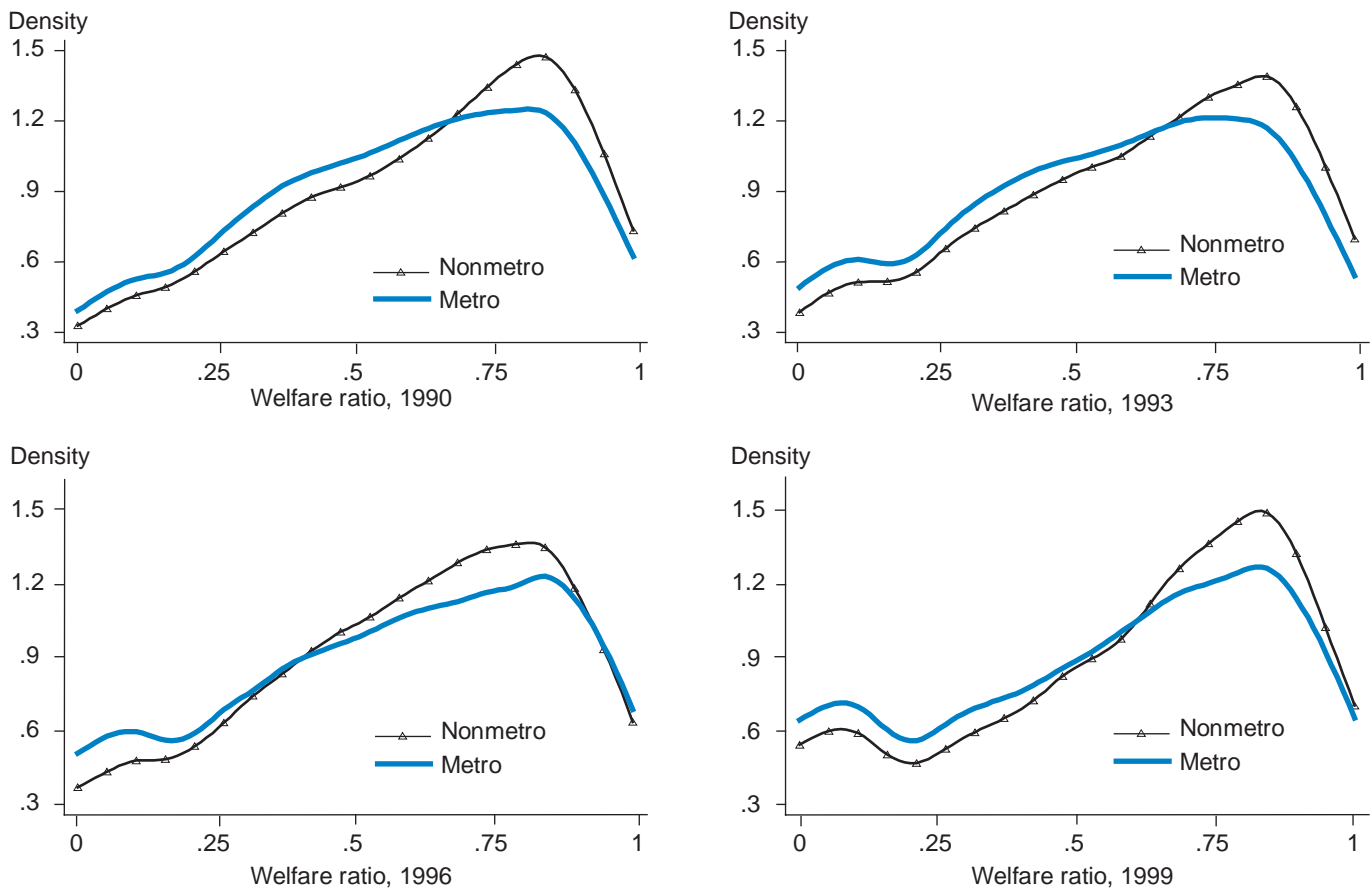 Density
1.5
1.2
.9
.6
.3
Nonmetro
Metro
0 .25 .5 .75 1
Welfare ratio, 1990
Density
1.5
1.2
.9
.6
.3
Nonmetro
Metro
0 .25 .5 .75 1
Welfare ratio, 1993
Density
1.5
1.2
.9
.6
.3
Nonmetro
Metro
0 .25 .5 .75 1
Welfare ratio, 1996
Density
1.5
1.2
.9
.6
.3
Nonmetro
Metro
0 .25 .5 .75 1
Welfare ratio, 1999